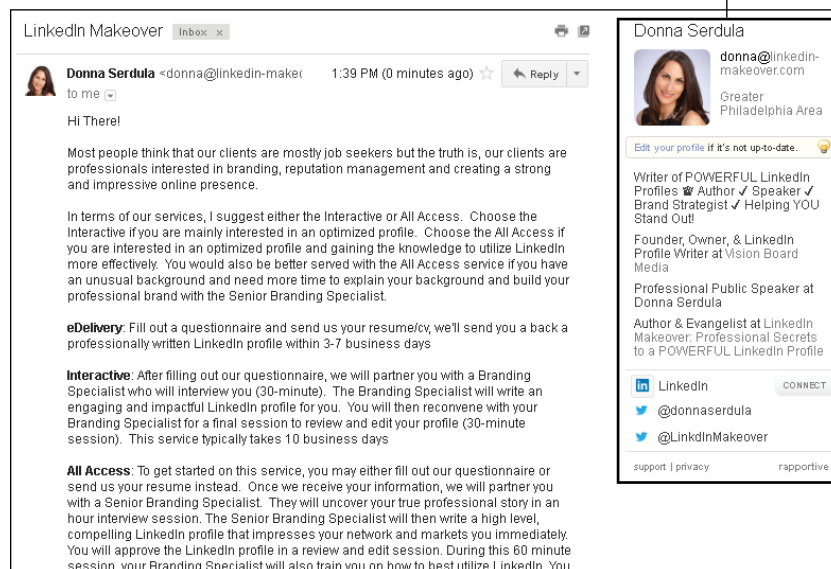 LinkedIn Makeover Inbox x
Donna Serdula <donna@linkedin-make 1:39 PM (0 minutes ago) Reply
to me
Hi There!
Most people think that our clients are mostly job seekers but the truth is, our clients are
professionals interested in branding, reputation management and creating a strong
and impressive online presence.
In terms of our services, I suggest either the Interactive or All Access. Choose the
Interactive if you are mainly interested in an optimized profile. Choose the All Access if
you are interested in an optimized profile and gaining the knowledge to utilize LinkedIn
more effectively. You would also be better served with the All Access service if you have
an unusual background and need more time to explain your background and build your
professional brand with the Senior Branding Specialist.
eDelivery: Fill out a questionnaire and send us your resume/cv, we'll send you a back a
professionally written LinkedIn profile within 3-7 business days
Interactive: After filling out our questionnaire, we will partner you with a Branding
Specialist who will interview you (30-minute). The Branding Specialist will write an
engaging and impactful LinkedIn profile for you. You will then reconvene with your
Branding Specialist for a final session to review and edit your profile (30-minute
session). This service typically takes 10 business days
All Access: To get started on this service, you may either fill out our questionnaire or
send us your resume instead. Once we receive your information, we will partner you
with a Senior Branding Specialist. They will uncover your true professional story in an
hour interview session. The Senior Branding Specialist will then write a high level,
compelling LinkedIn profile that impresses your network and markets you immediately.
You will approve the LinkedIn profile in a review and edit session. During this 60 minute
session, your Branding Specialist will also train you on how to best utilize LinkedIn. You
Donna Serdula
donna@linkedin-
makeover.com
Greater
Philadelphia Area
Edit your profile if it's not up-to-date.
Writer of POWERFUL LinkedIn
Profiles ♛ Author ✓ Speaker ✓
Brand Strategist ✓ Helping YOU
Stand Out!
Founder, Owner, & LinkedIn
Profile Writer at Vision Board
Media
Professional Public Speaker at
Donna Serdula
Author & Evangelist at LinkedIn
Makeover: Professional Secrets
to a POWERFUL LinkedIn Profile
in LinkedIn CONNECT
@donnaserdula
@LinkdInMakeover
support | privacy rapportive